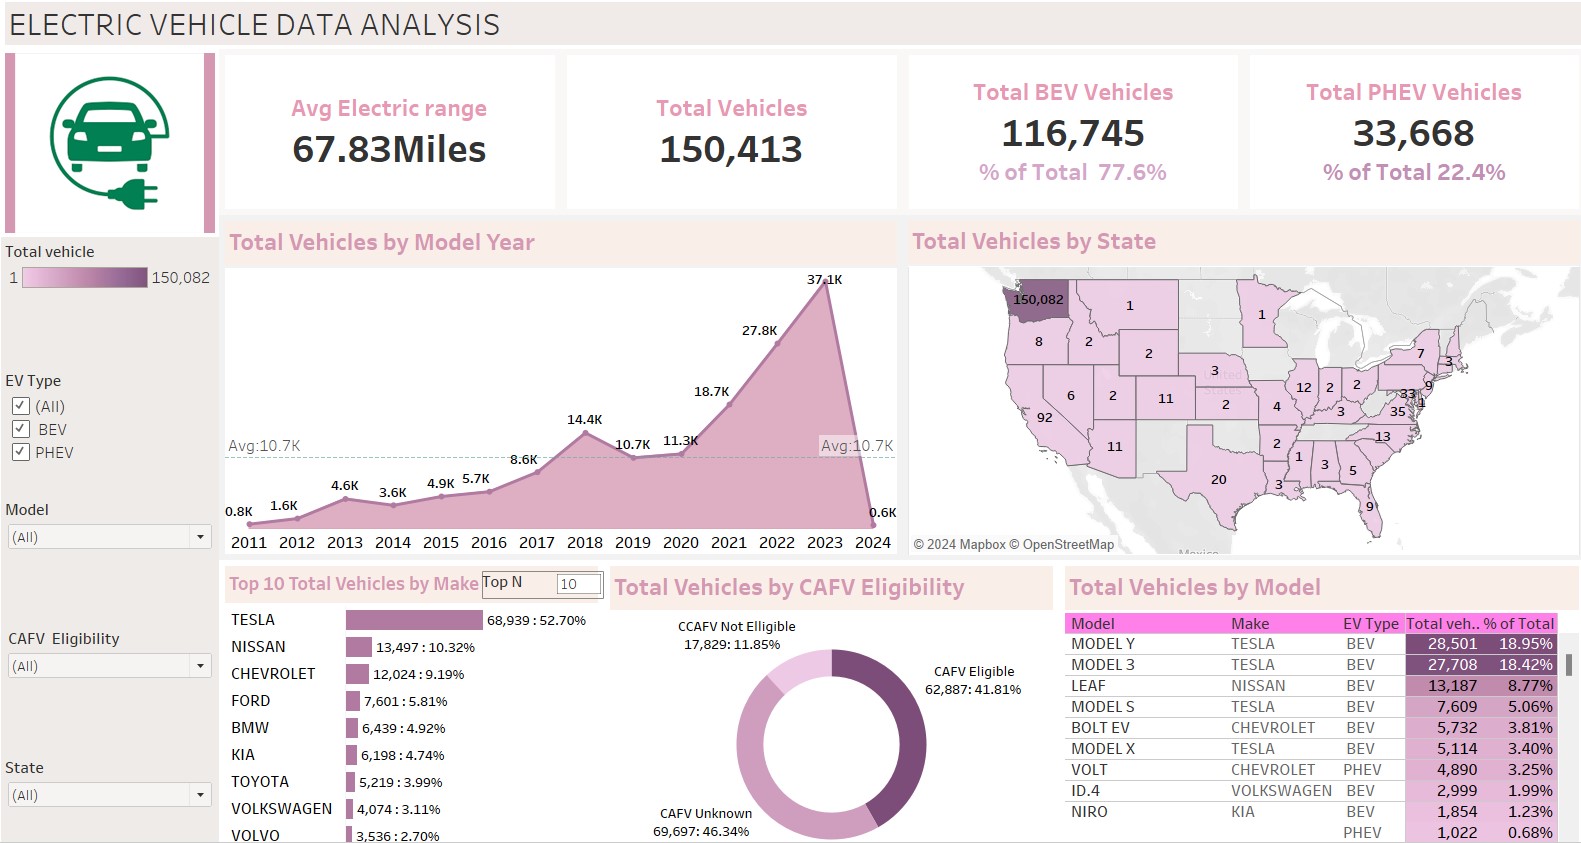 ELECTRIC VEHICLE DATA ANALYSIS
Avg Electric range
67.83Miles
Total Vehicles
150,413
Total BEV Vehicles
116,745
% of Total 77.6%
Total PHEV Vehicles
33,668
% of Total 22.4%
Total vehicle
1 150,082
EV Type
(All)
BEV
PHEV
Model
(All)
CAFV Eligibility
(All)
State
(All)
Total Vehicles by Model Year
37.1K
27.8K
18.7K
14.4K
Avg:10.7K 10.7K 11.3K Avg:10.7K
8.6K
4.6K 3.6K 4.9K 5.7K
0.8K 1.6K 0.6K
2011 2012 2013 2014 2015 2016 2017 2018 2019 2020 2021 2022 2023 2024
Total Vehicles by State
150,082 1 1
8 2 2 7 3
3 12 2 2 9
6 2 11 2 4 3 33 1
92 35
11 2 13
20 3 1 3 5
9
United
Mexico
© 2024 Mapbox © OpenStreetMap
Top 10 Total Vehicles by Make Top N 10
TESLA 68,939 : 52.70%
NISSAN 13,497 : 10.32%
CHEVROLET 12,024 : 9.19%
FORD 7,601 : 5.81%
BMW 6,439 : 4.92%
KIA 6,198 : 4.74%
TOYOTA 5,219 : 3.99%
VOLKSWAGEN 4,074 : 3.11%
VOLVO 3,536 : 2.70%
Total Vehicles by CAFV Eligibility
CCAFV Not Elligible
17,829: 11.85%
CAFV Eligible
62,887: 41.81%
CAFV Unknown
69,697: 46.34%
Total Vehicles by Model
Model Make EV Type Total veh.. % of Total
MODEL Y TESLA BEV 28,501 18.95%
MODEL 3 TESLA BEV 27,708 18.42%
LEAF NISSAN BEV 13,187 8.77%
MODEL S TESLA BEV 7,609 5.06%
BOLT EV CHEVROLET BEV 5,732 3.81%
MODEL X TESLA BEV 5,114 3.40%
VOLT CHEVROLET PHEV 4,890 3.25%
ID.4 VOLKSWAGEN BEV 2,999 1.99%
NIRO KIA BEV 1,854 1.23%
PHEV 1,022 0.68%